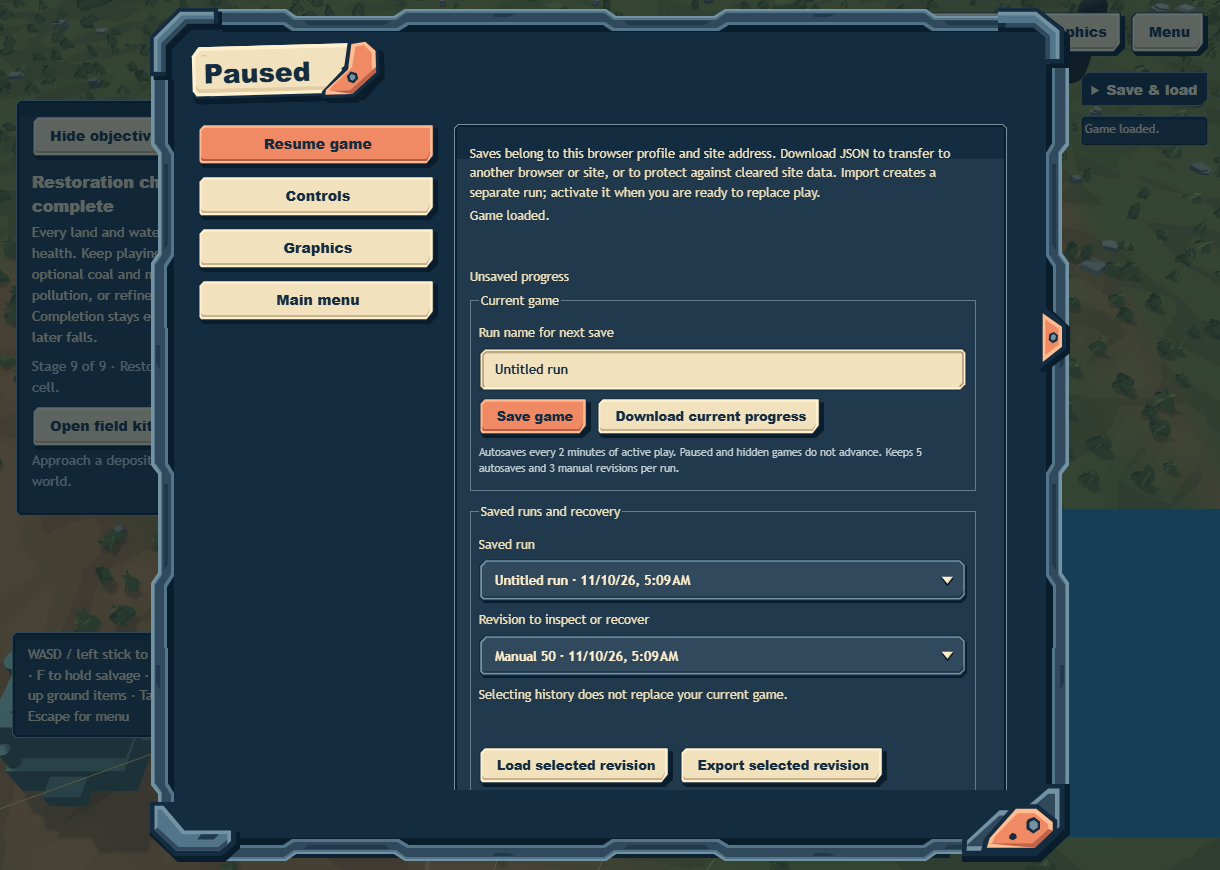 Paused
Resume game
Controls
Graphics
Main menu
Saves belong to this browser profile and site address. Download JSON to transfer to
another browser or site, or to protect against cleared site data. Import creates a
separate run; activate it when you are ready to replace play.
Game loaded.
Unsaved progress
Current game
Run name for next save
Untitled run
Save game
Download current progress
Autosaves every 2 minutes of active play. Paused and hidden games do not advance. Keeps 5
autosaves and 3 manual revisions per run.
Saved runs and recovery
Saved run
Untitled run · 11/10/26, 5:09 AM
Revision to inspect or recover
Manual 50 · 11/10/26, 5:09 AM
Selecting history does not replace your current game.
Load selected revision
Export selected revision
Hide objectiv
Restoration ch
complete
Every land and wate
health. Keep playing
optional coal and m
pollution, or refine
Completion stays e
later falls.
Stage 9 of 9 · Resto
cell.
Open field kit
Approach a deposit
world.
WASD / left stick to
· F to hold salvage ·
up ground items · Ta
Escape for menu
phics
Menu
Save & load
Game loaded.